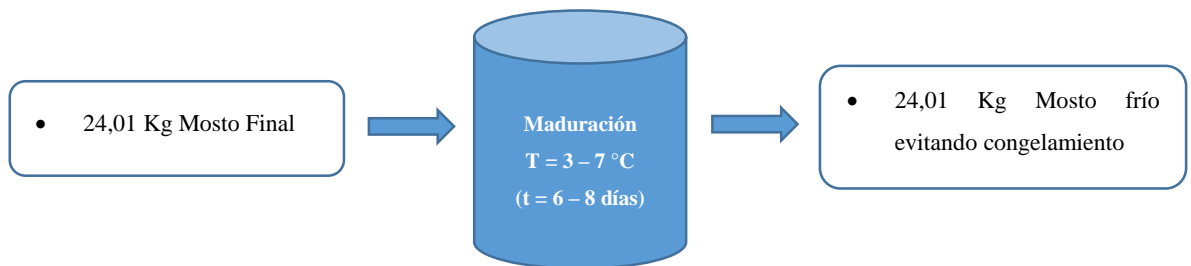 • 24,01 Kg Mosto Final
Maduración
T = 3 – 7 °C
(t = 6 – 8 días)
• 24,01 Kg Mosto frío
evitando congelamiento